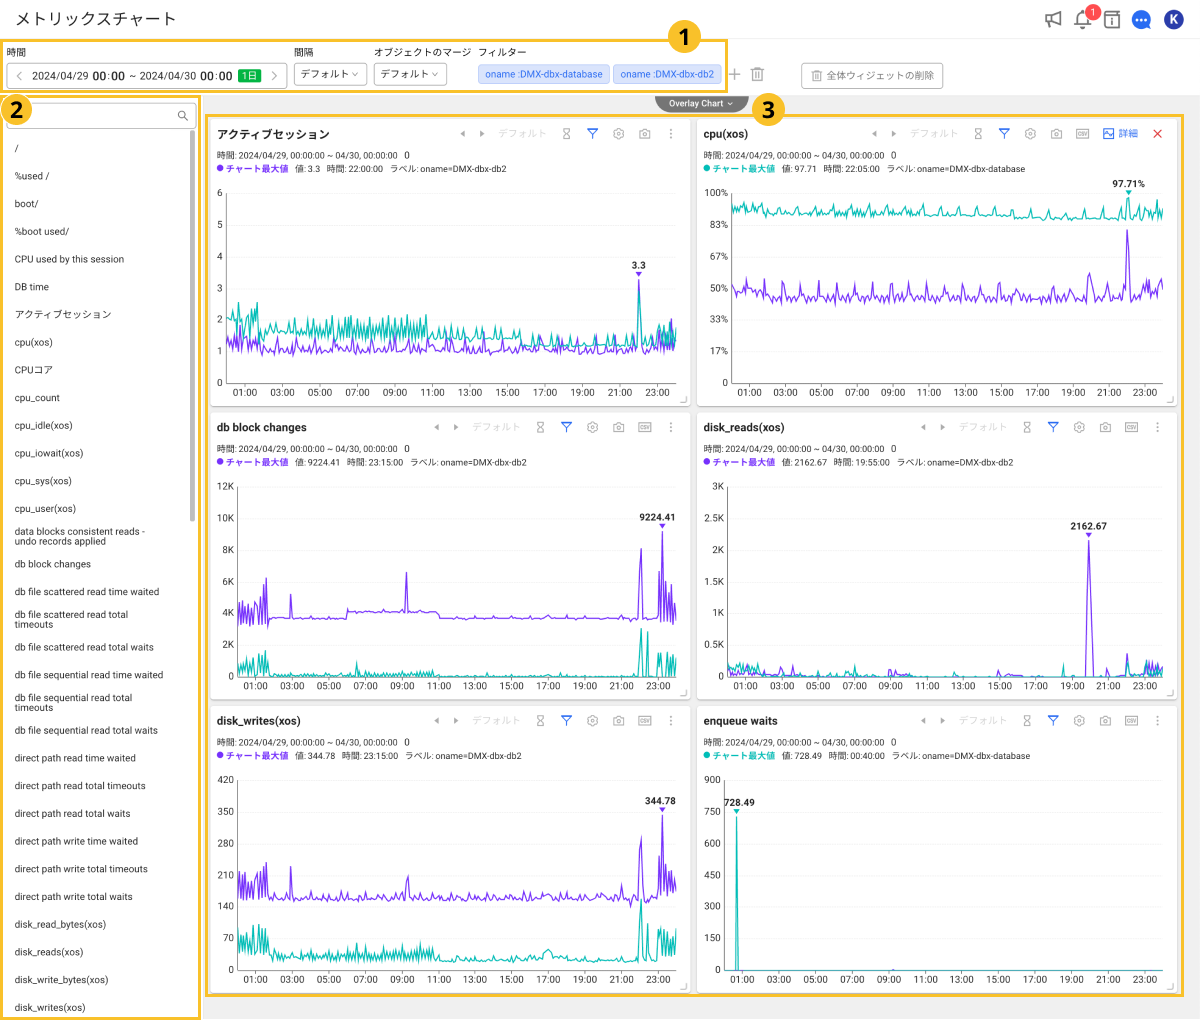 メトリックスチャート
1
K
1
時間
間隔
オブジェクトのマージ
フィルター
2024/04/29 00:00 ~ 2024/04/30 00:00 1日
デフォルト
デフォルト
oname :DMX-dbx-database
oname :DMX-dbx-db2
全体ウィジェットの削除
2
Overlay Chart
3
/
%used /
boot/
%boot used/
CPU used by this session
DB time
アクティブセッション
cpu(xos)
CPUコア
cpu_count
cpu_idle(xos)
cpu_iowait(xos)
cpu_sys(xos)
cpu_user(xos)
data blocks consistent reads -
undo records applied
db block changes
db file scattered read time waited
db file scattered read total
timeouts
db file scattered read total waits
db file sequential read time waited
db file sequential read total
timeouts
db file sequential read total waits
direct path read time waited
direct path read total timeouts
direct path read total waits
direct path write time waited
direct path write total timeouts
direct path write total waits
disk_read_bytes(xos)
disk_reads(xos)
disk_write_bytes(xos)
disk_writes(xos)
アクティブセッション
デフォルト
時間: 2024/04/29, 00:00:00 ~ 04/30, 00:00:00 0
チャート最大値 値: 3.3 時間: 22:00:00 ラベル: oname=DMX-dbx-db2
6
5
4
3
2
1
0
3.3
01:00 03:00 05:00 07:00 09:00 11:00 13:00 15:00 17:00 19:00 21:00 23:00
cpu(xos)
デフォルト
CSV
詳細
時間: 2024/04/29, 00:00:00 ~ 04/30, 00:00:00 0
チャート最大値 値: 97.71 時間: 22:05:00 ラベル: oname=DMX-dbx-database
97.71%
100%
83%
67%
50%
33%
17%
0
01:00 03:00 05:00 07:00 09:00 11:00 13:00 15:00 17:00 19:00 21:00 23:00
db block changes
デフォルト
CSV
時間: 2024/04/29, 00:00:00 ~ 04/30, 00:00:00 0
チャート最大値 値: 9224.41 時間: 23:15:00 ラベル: oname=DMX-dbx-db2
12K
10K
8K
6K
4K
2K
0
9224.41
01:00 03:00 05:00 07:00 09:00 11:00 13:00 15:00 17:00 19:00 21:00 23:00
disk_reads(xos)
デフォルト
CSV
時間: 2024/04/29, 00:00:00 ~ 04/30, 00:00:00 0
チャート最大値 値: 2162.67 時間: 19:55:00 ラベル: oname=DMX-dbx-db2
3K
2.5K
2K
1.5K
1K
0.5K
0
2162.67
01:00 03:00 05:00 07:00 09:00 11:00 13:00 15:00 17:00 19:00 21:00 23:00
disk_writes(xos)
デフォルト
CSV
時間: 2024/04/29, 00:00:00 ~ 04/30, 00:00:00 0
チャート最大値 値: 344.78 時間: 23:15:00 ラベル: oname=DMX-dbx-db2
420
350
280
210
140
70
0
344.78
01:00 03:00 05:00 07:00 09:00 11:00 13:00 15:00 17:00 19:00 21:00 23:00
enqueue waits
デフォルト
CSV
時間: 2024/04/29, 00:00:00 ~ 04/30, 00:00:00 0
チャート最大値 値: 728.49 時間: 00:40:00 ラベル: oname=DMX-dbx-database
900
750
600
450
300
150
0
728.49
01:00 03:00 05:00 07:00 09:00 11:00 13:00 15:00 17:00 19:00 21:00 23:00